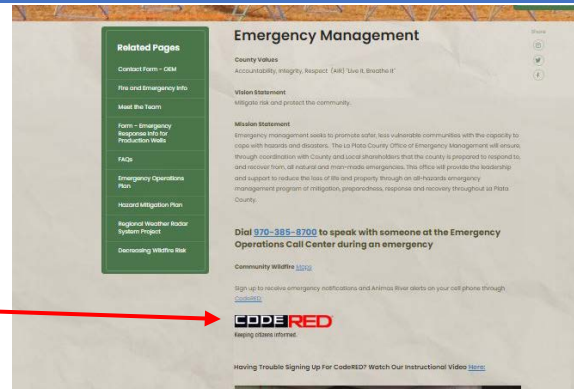 Related Pages
Contact Form - OEM
Fire and Emergency Info
Meet the Team
Form – Emergency
Response Info for
Production Wells
FAQs
Emergency Operations
Plan
Hazard Mitigation Plan
Regional Weather Radar
System Project
Decreasing Wildfire Risk
Emergency Management
Share
County Values
Accountability, Integrity, Respect (AIR) "Live it, Breathe it"
Vision Statement
Mitigate risk and protect the community.
Mission Statement
Emergency management seeks to promote safer, less vulnerable communities with the capacity to
cope with hazards and disasters. The La Plata County Office of Emergency Management will ensure,
through coordination with County and Local shareholders that the county is prepared to respond to,
and recover from, all natural and man-made emergencies. This office will provide the leadership
and support to reduce the loss of life and property through an all-hazards emergency
management program of mitigation, preparedness, response and recovery throughout La Plata
County.
Dial 970-385-8700 to speak with someone at the Emergency
Operations Call Center during an emergency
Community Wildfire Maps
Sign up to receive emergency notifications and Animas River alerts on your cell phone through
CodeRED
CODE RED
Keeping citizens informed.
Having Trouble Signing Up For CodeRED? Watch Our Instructional Video Here: